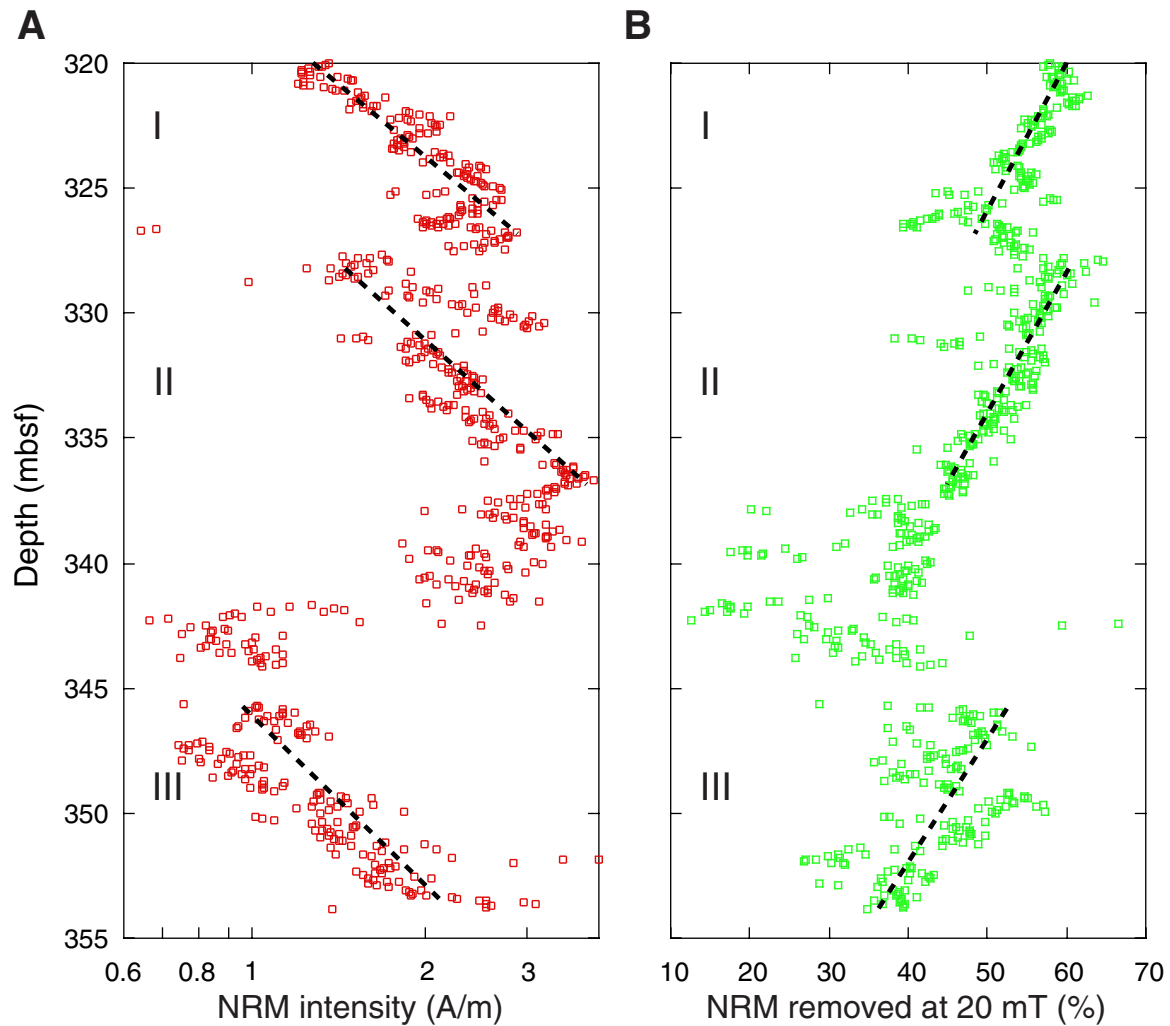 A
B
320
325
330
335
340
345
350
355
Depth (mbsf)
I
II
III
I
II
III
0.6 0.8 1 2 3
10 20 30 40 50 60 70
NRM intensity (A/m)
NRM removed at 20 mT (%)